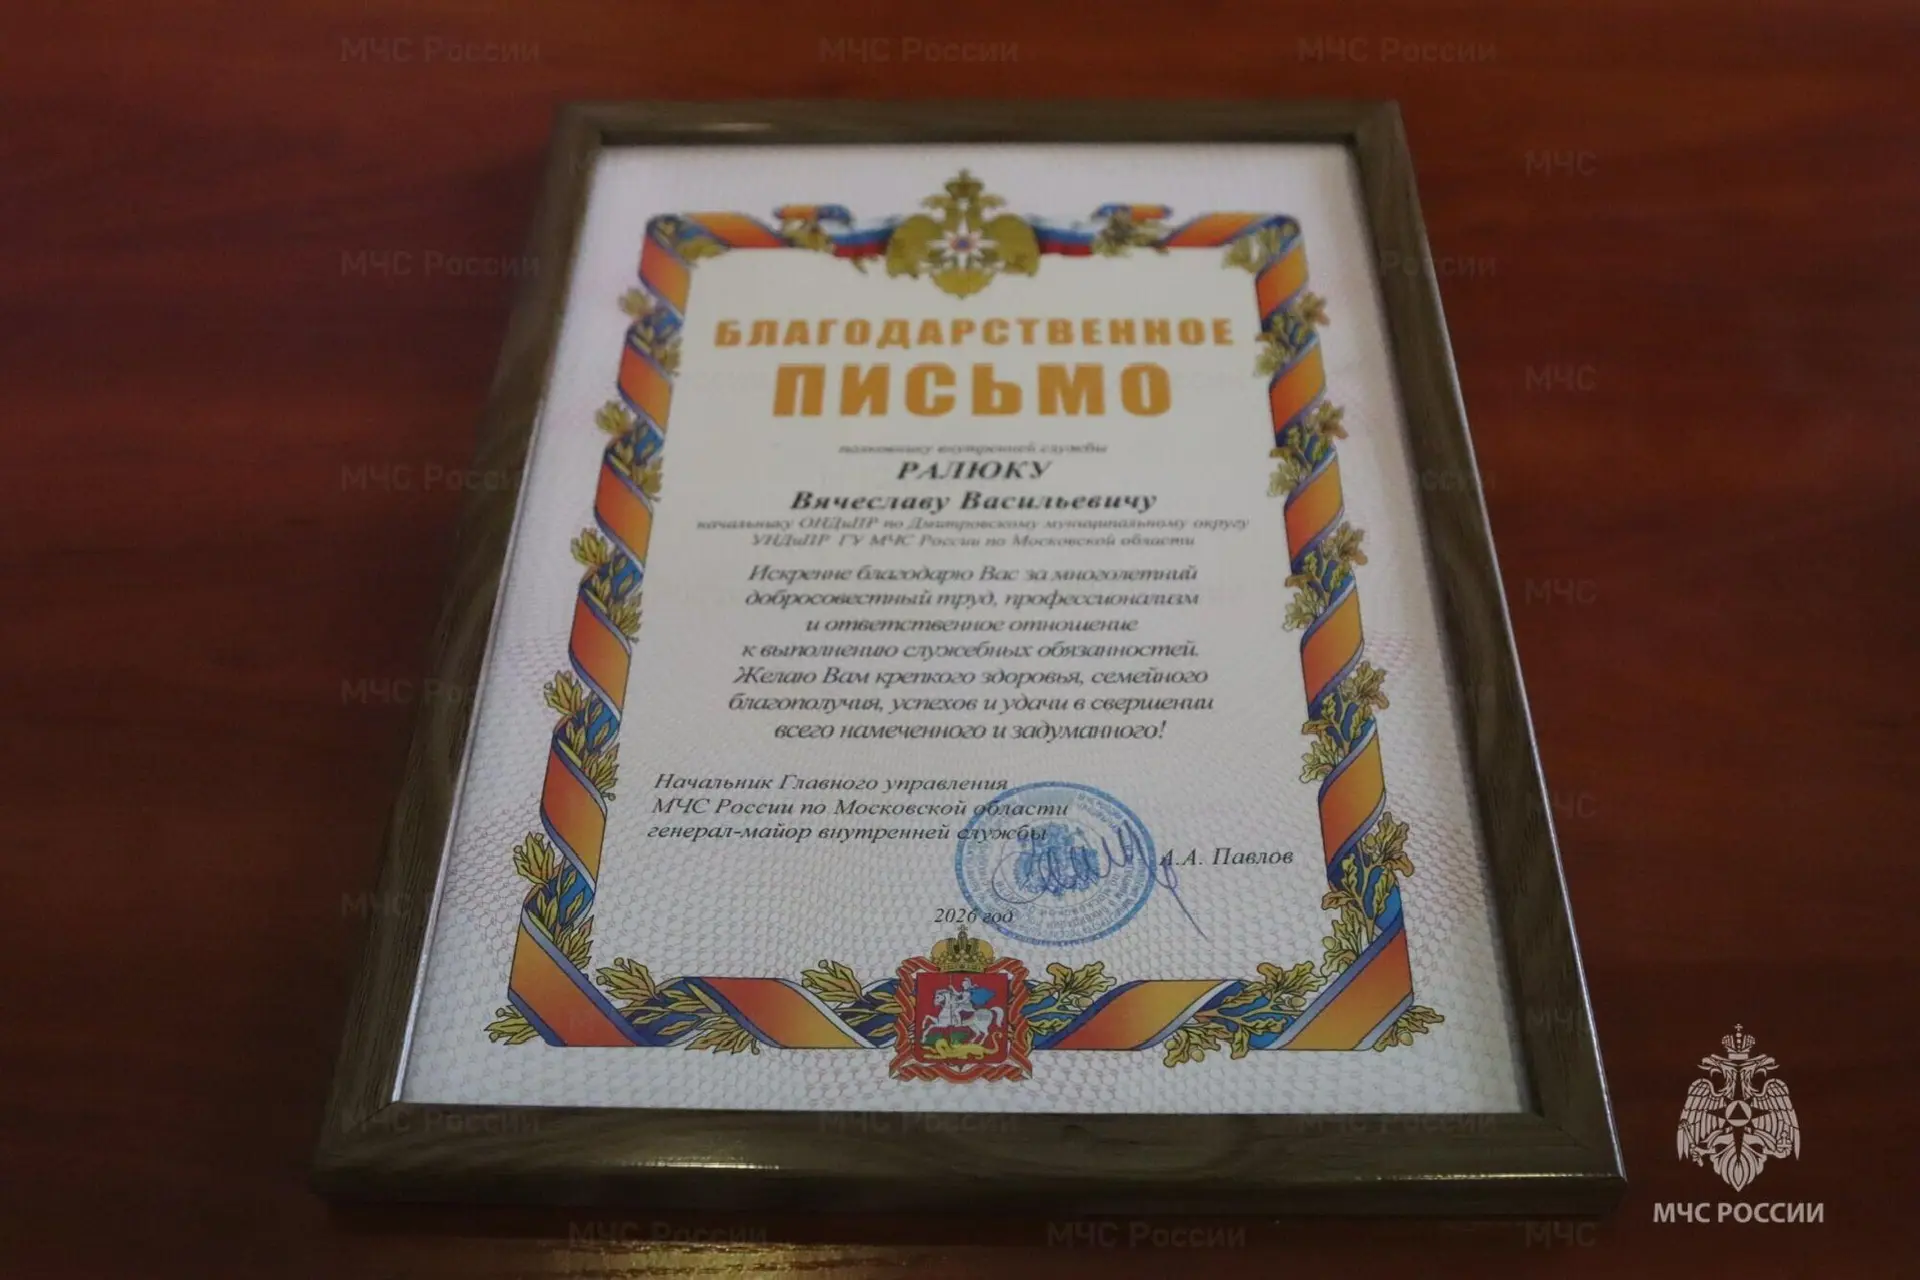 БЛАГОДАРСТВЕННОЕ
ПИСЬМО
полковнику внутренней службы
РАЛЮКУ
Вячеславу Васильевичу
начальнику ОНДиПР по Дмитровскому муниципальному округу
УНДиПР ГУ МЧС России по Московской области
Искренне благодарю Вас за многолетний
добросовестный труд, профессионализм
и ответственное отношение
к выполнению служебных обязанностей.
Желаю Вам крепкого здоровья, семейного
благополучия, успехов и удачи в свершении
всего намеченного и задуманного!
Начальник Главного управления
МЧС России по Московской области
генерал-майор внутренней службы
А.А. Павлов
2026 год
МЧС РОССИИ